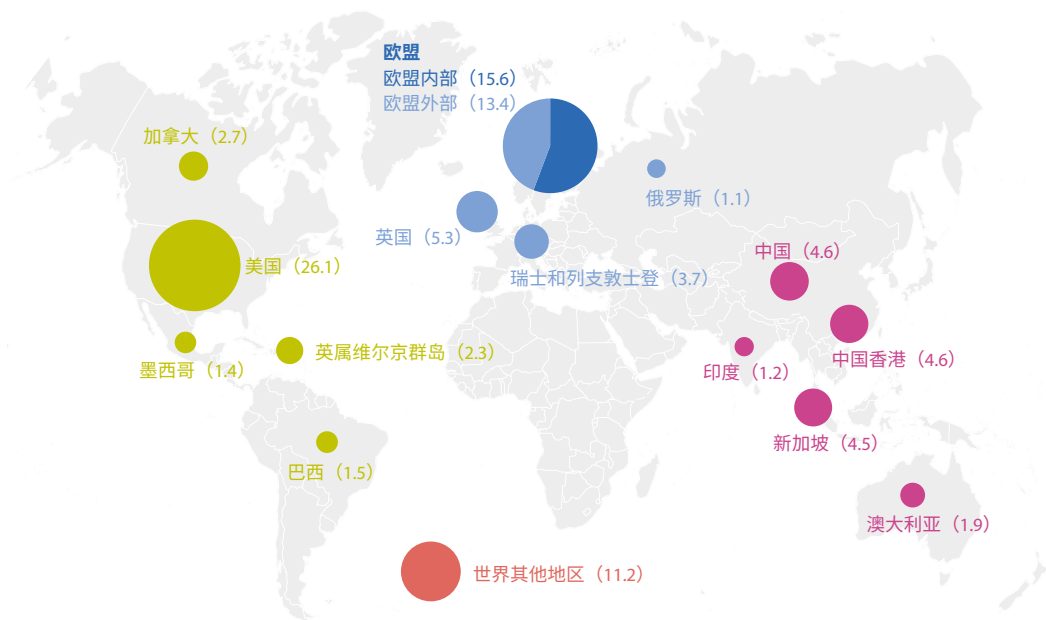 欧盟
欧盟内部（15.6）
欧盟外部（13.4）
加拿大（2.7）
俄罗斯（1.1）
英国（5.3）
中国（4.6）
美国（26.1）
瑞士和列支敦士登（3.7）
英属维尔京群岛（2.3）
中国香港（4.6）
墨西哥（1.4）
印度（1.2）
新加坡（4.5）
巴西（1.5）
澳大利亚（1.9）
世界其他地区（11.2）